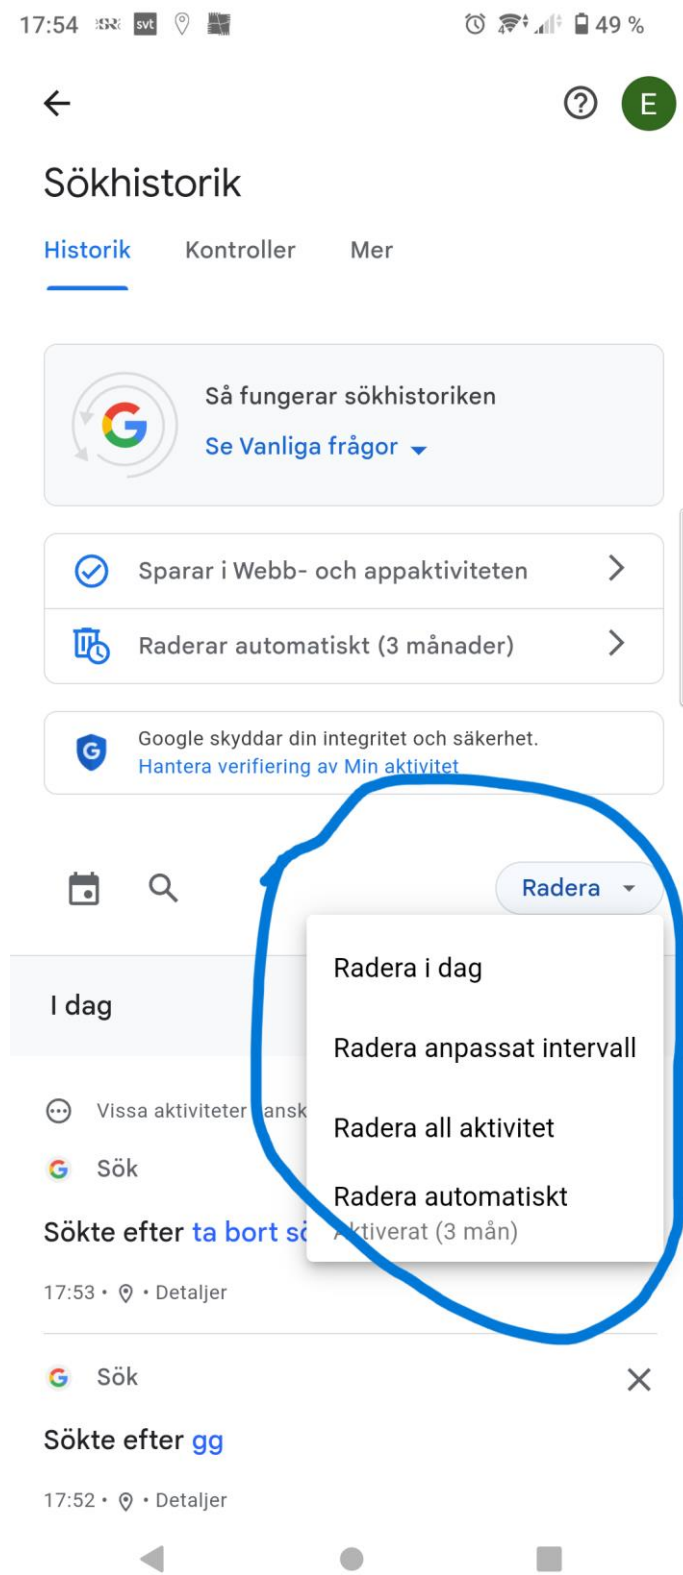 17:54 SR svt 49 %
E
Sökhistorik
Historik Kontroller Mer
Så fungerar sökhistoriken
Se Vanliga frågor
Sparar i Webb- och appaktiviteten
Raderar automatiskt (3 månader)
G Google skyddar din integritet och säkerhet.
Hantera verifiering av Min aktivitet
Radera
Radera i dag
I dag
Radera anpassat intervall
Vissa aktiviteter
Radera all aktivitet
G Sök
Radera automatiskt
Sökte efter ta bort
Aktiverat (3 mån)
17:53 • • Detaljer
G Sök
Sökte efter gg
17:52 • • Detaljer